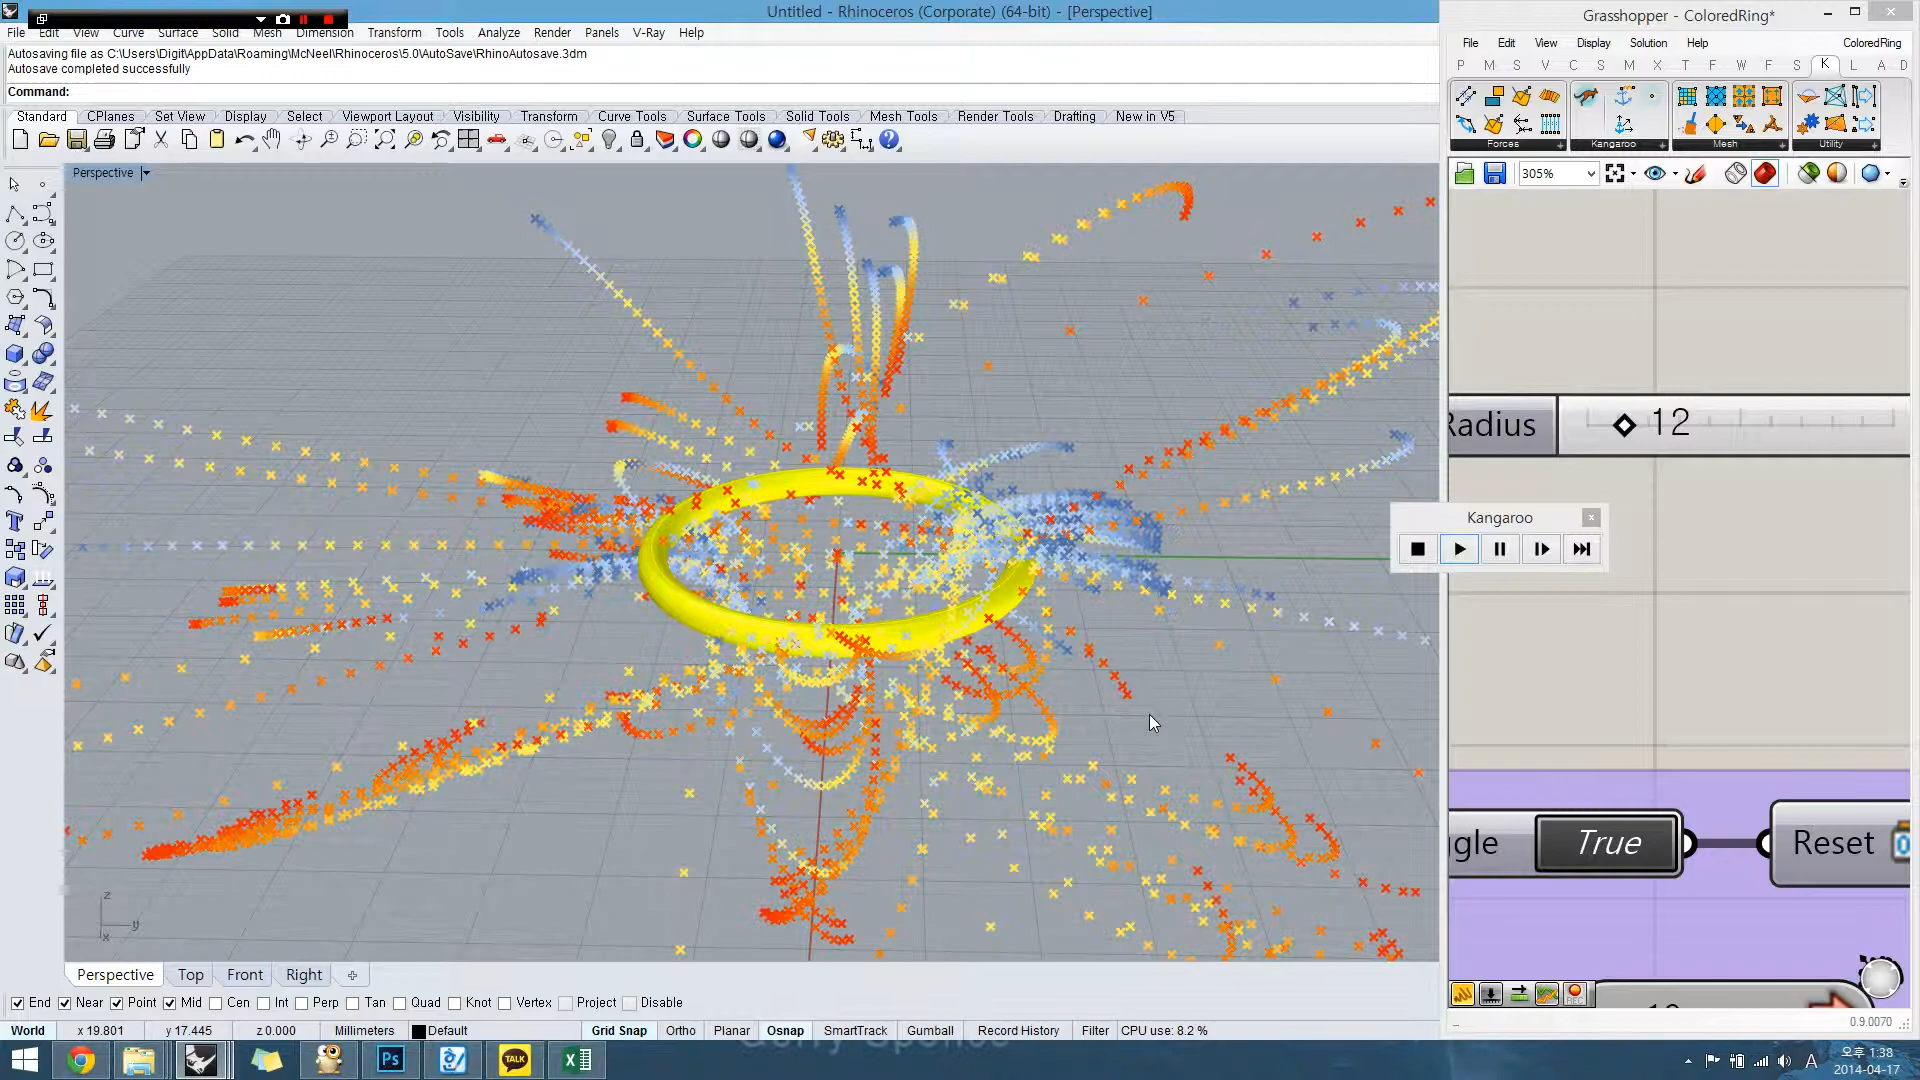 Untitled - Rhinoceros (Corporate) (64-bit) - [Perspective]
File Edit View Curve Surface Solid Mesh Dimension Transform Tools Analyze Render Panels V-Ray Help
Autosaving file as C:\Users\Digit\AppData\Roaming\McNeel\Rhinoceros\5.0\AutoSave\RhinoAutosave.3dm
Autosave completed successfully
Command:
Standard CPlanes Set View Display Select Viewport Layout Visibility Transform Curve Tools Surface Tools Solid Tools Mesh Tools Render Tools Drafting New in V5
Perspective
z
y
x
Perspective Top Front Right
End Near Point Mid Cen Int Perp Tan Quad Knot Vertex Project Disable
World x 19.801 y 17.445 z 0.000 Millimeters Default Grid Snap Ortho Planar Osnap SmartTrack Gumball Record History Filter CPU use: 8.2 %
Grasshopper - ColoredRing*
File Edit View Display Solution Help ColoredRing
P M S V C S M X T F W F S K L A D
Forces Kangaroo Mesh Utility
305%
Radius 12
Kangaroo
gle True Reset
0.9.0070
Ps
TALK
A
오후 1:38
2014-04-17